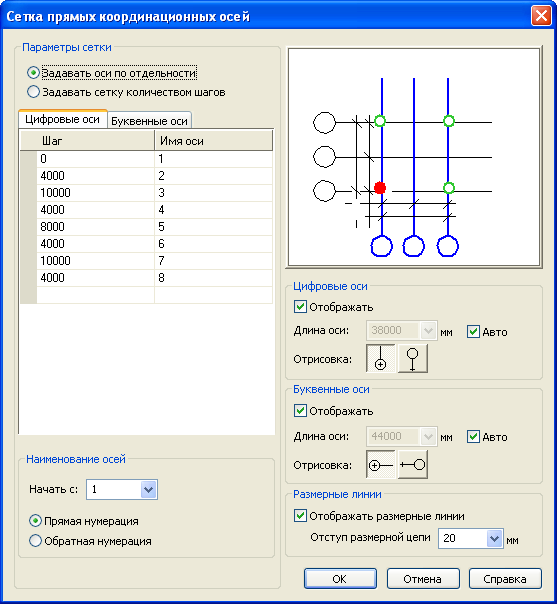 Сетка прямых координационных осей
Параметры сетки
Задавать оси по отдельности
Задавать сетку количеством шагов
Цифровые оси Буквенные оси
Шаг Имя оси
0 1
4000 2
10000 3
4000 4
8000 5
4000 6
10000 7
4000 8
Наименование осей
Начать с: 1
Прямая нумерация
Обратная нумерация
Цифровые оси
Отображать
Длина оси: 38000 мм Авто
Отрисовка:
Буквенные оси
Отображать
Длина оси: 44000 мм Авто
Отрисовка:
Размерные линии
Отображать размерные линии
Отступ размерной цепи 20 мм
ОК Отмена Справка